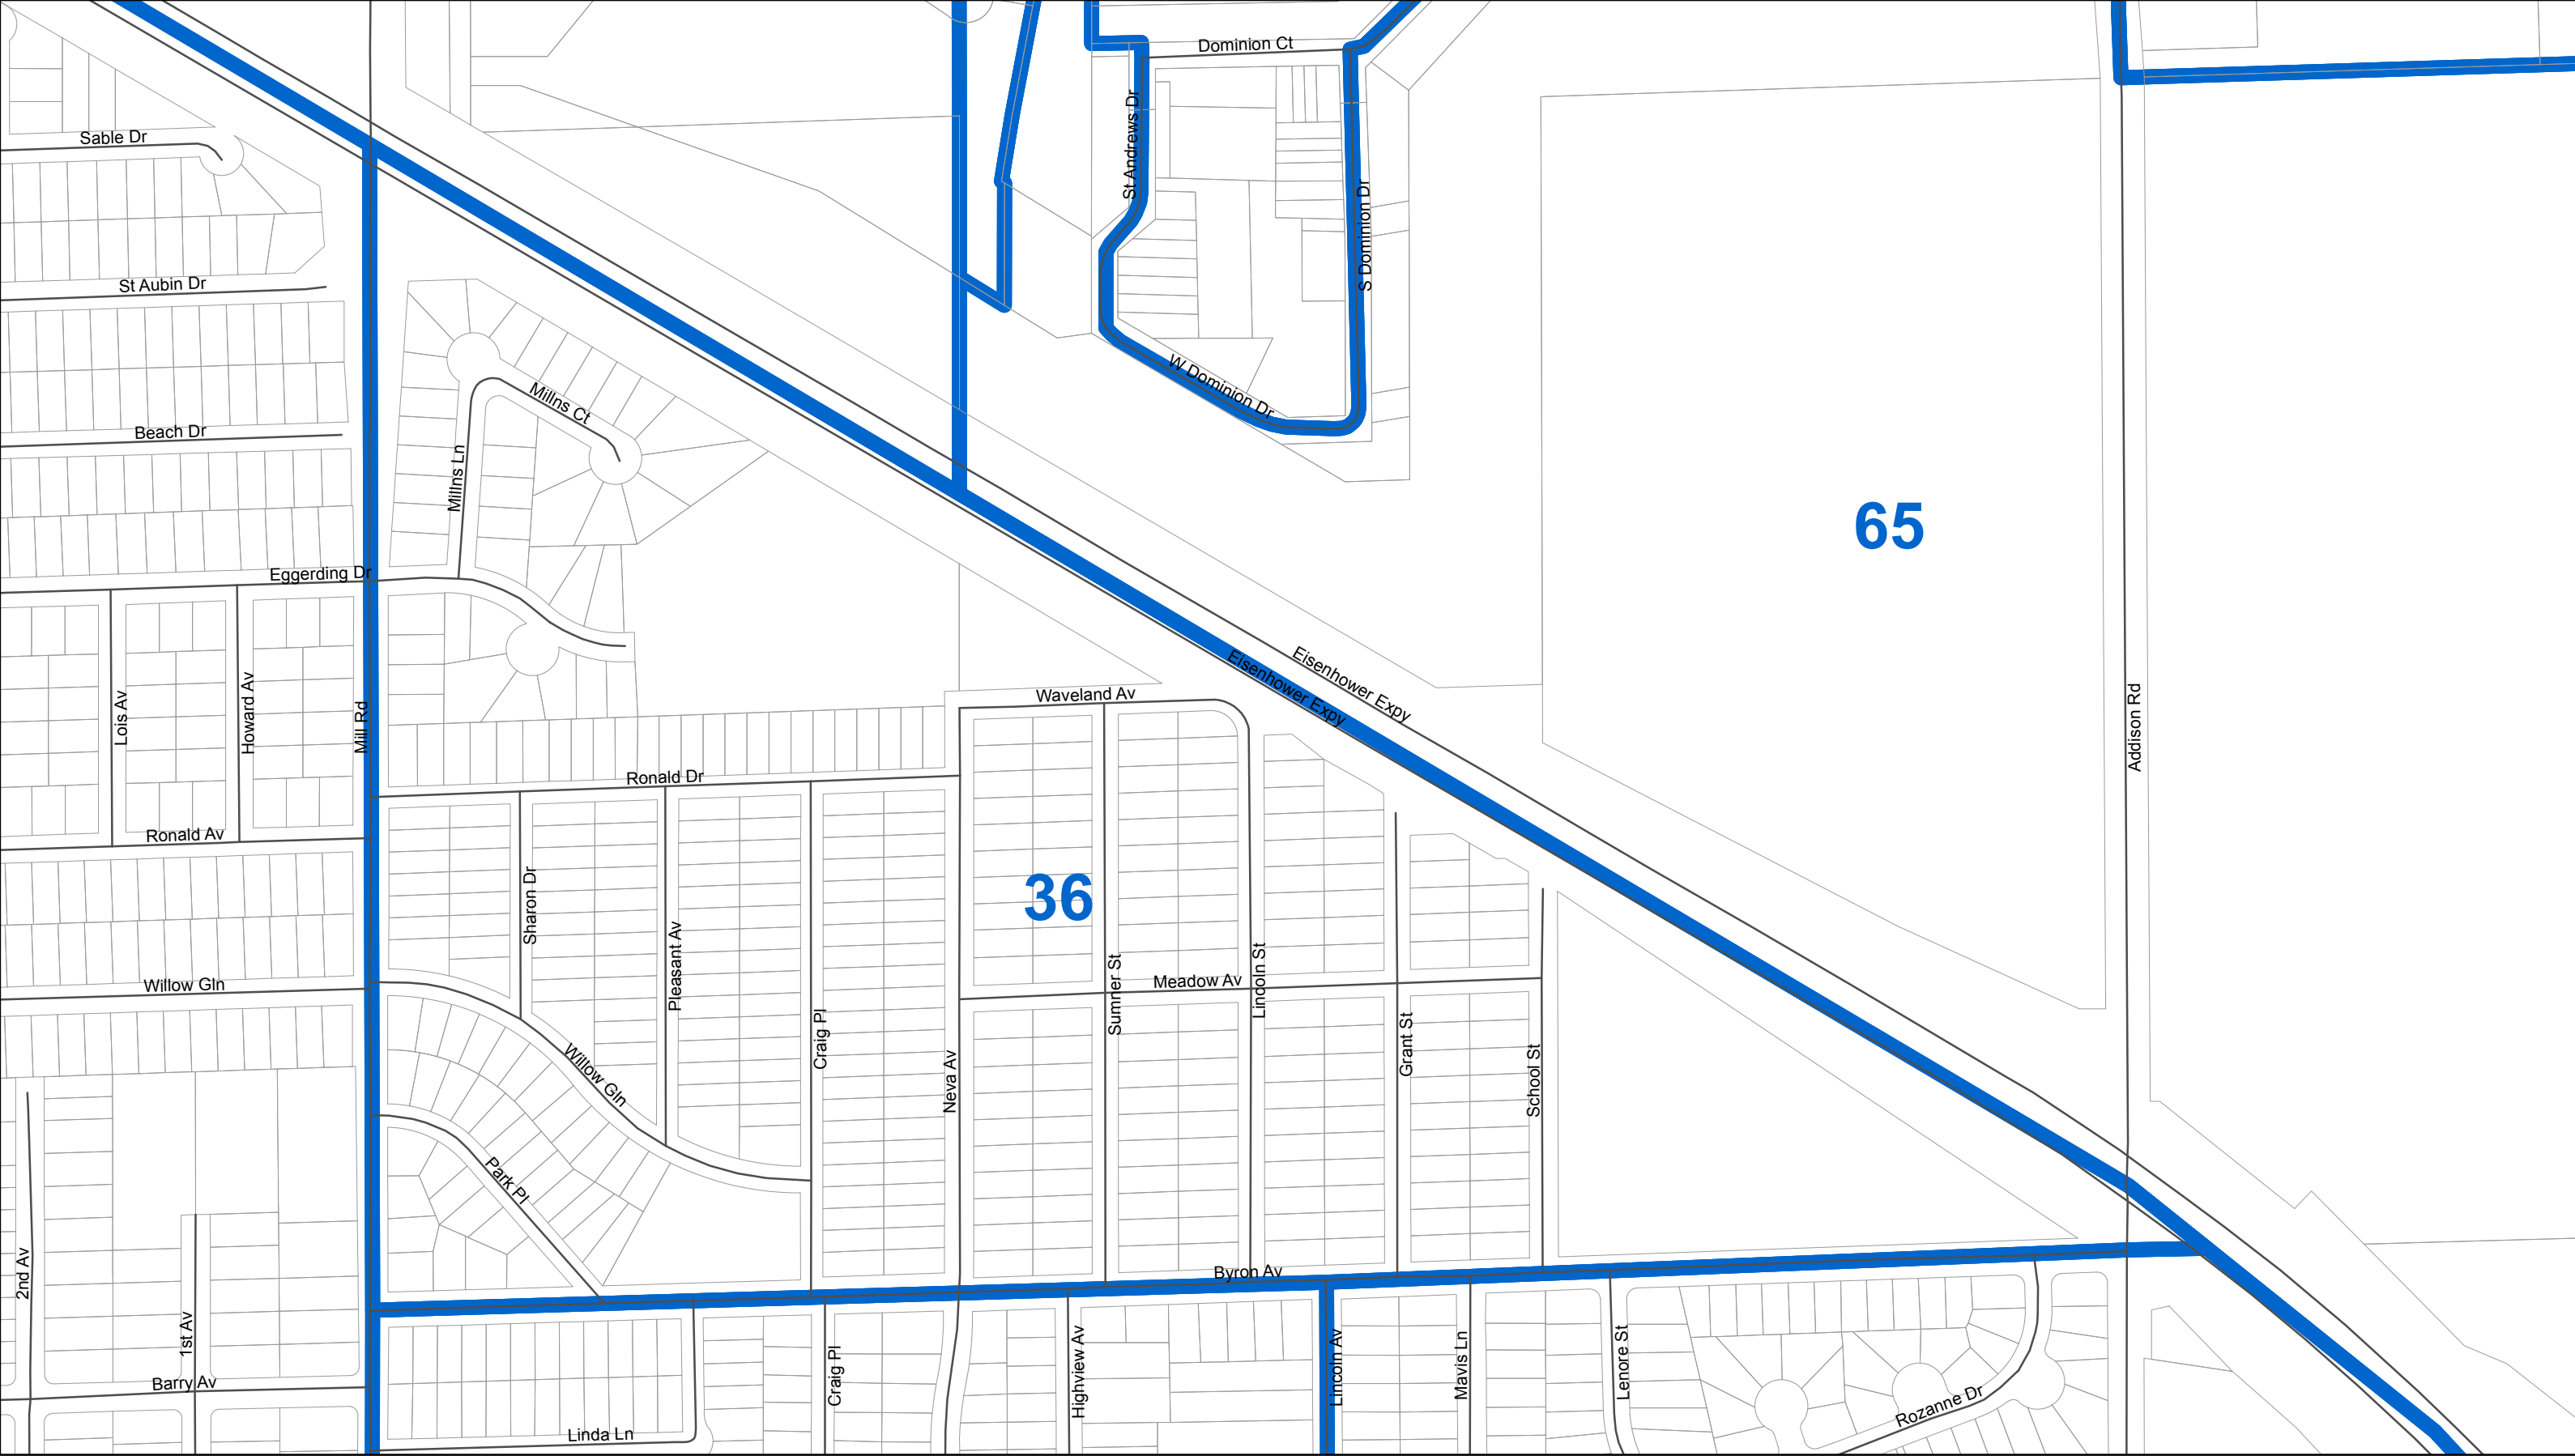 Dominion Ct
Sable Dr
St Andrews Dr
S Dominion Dr
St Aubin Dr
W Dominion Dr
Millns Ct
Beach Dr
Millns Ln
65
Eggerding Dr
Eisenhower Expy
Eisenhower Expy
Waveland Av
Lois Av
Howard Av
Mill Rd
Addison Rd
Ronald Dr
Ronald Av
36
Sharon Dr
Pleasant Av
Willow Gln
Meadow Av
Sumner St
Lincoln St
Craig Pl
Grant St
Willow Gln
Neva Av
School St
Park Pl
2nd Av
Byron Av
1st Av
Craig Pl
Highview Av
Lincoln Av
Mavis Ln
Lenore St
Barry Av
Rozanne Dr
Linda Ln